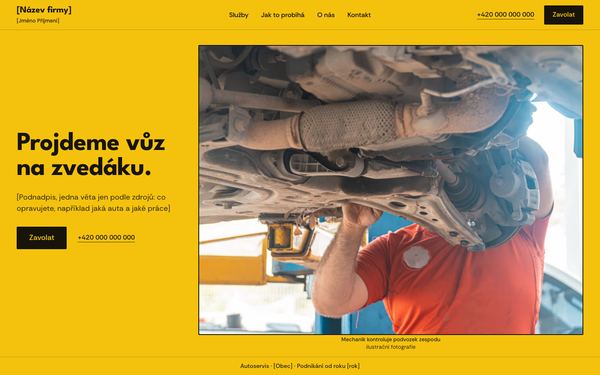 [Název firmy]
[Jméno Příjmení]
Služby
Jak to probíhá
O nás
Kontakt
+420 000 000 000
Zavolat
Projdeme vůz
na zvedáku.
[Podnadpis, jedna věta jen podle zdrojů: co
opravujete, například jaká auta a jaké práce]
Zavolat
+420 000 000 000
Mechanik kontroluje podvozek zespodu
Ilustrační fotografie
Autoservis · [Obec] · Podnikání od roku [rok]